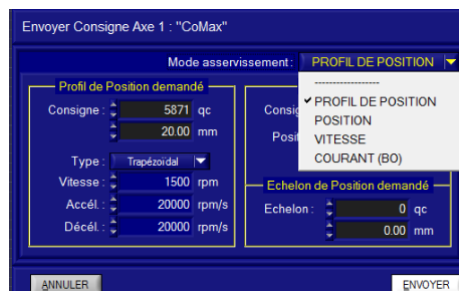 Envoyer Consigne Axe 1 : "CoMax"
Mode asservissement : PROFIL DE POSITION
------------------
✓ PROFIL DE POSITION
POSITION
VITESSE
COURANT (BO)
Profil de Position demandé
Consigne : 5871 qc
20.00 mm
Type : Trapézoïdal
Vitesse : 1500 rpm
Accél. : 20000 rpm/s
Décél. : 20000 rpm/s
Echelon de Position demandé
Echelon : 0 qc
0.00 mm
ANNULER
ENVOYER